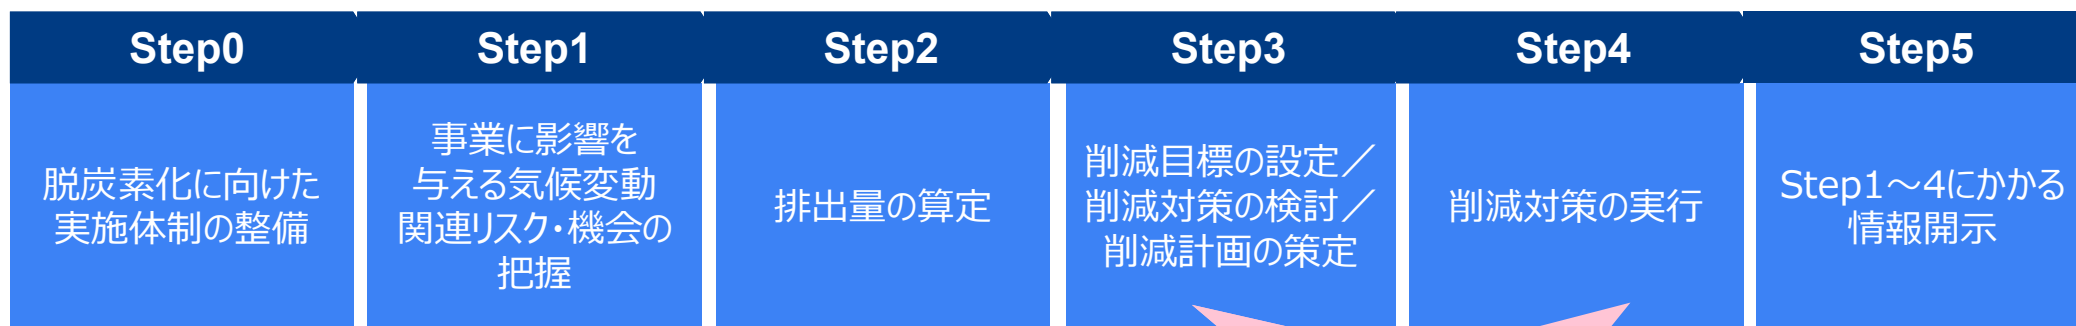 Step0
脱炭素化に向けた
実施体制の整備
Step1
事業に影響を
与える気候変動
関連リスク・機会の
把握
Step2
排出量の算定
Step3
削減目標の設定／
削減対策の検討／
削減計画の策定
Step4
削減対策の実行
Step5
Step1～4にかかる
情報開示